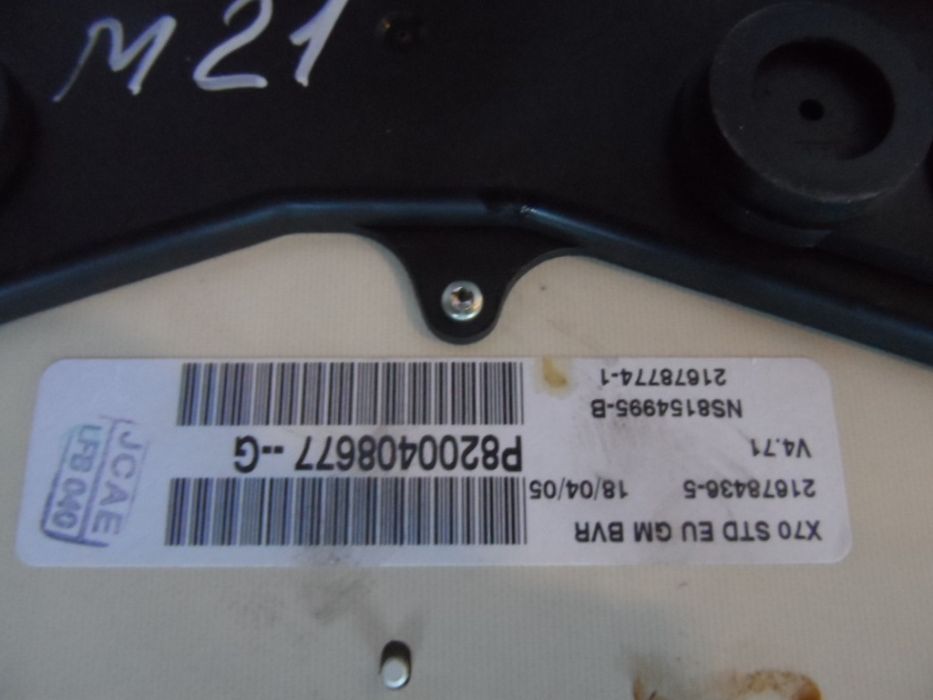 M 21
X70 STD EU GM BVR
21678436-5 18/04/05
V4.71
P8200408677 --G
NS8154995-B
21678774-1
JCAE
LFB 040